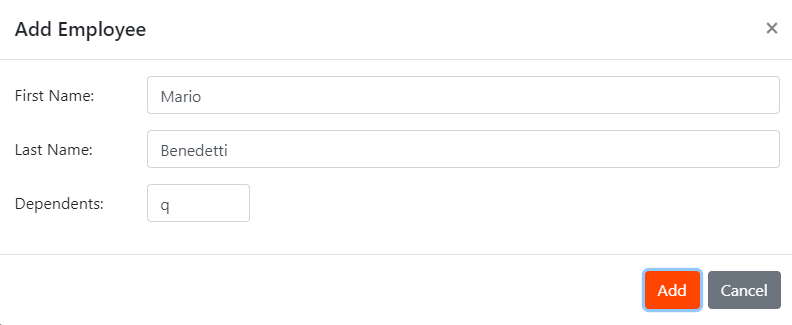 Add Employee ×
First Name: Mario
Last Name: Benedetti
Dependents: q
Add Cancel